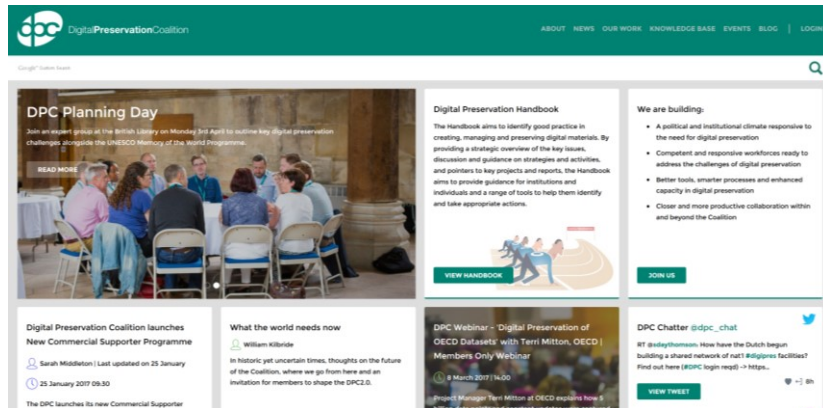 dpc DigitalPreservationCoalition
ABOUT NEWS OUR WORK KNOWLEDGE BASE EVENTS BLOG | LOGIN
Google Custom Search
DPC Planning Day
Join an expert group at the British Library on Monday 3rd April to outline key digital preservation
challenges alongside the UNESCO Memory of the World Programme.
READ MORE
Digital Preservation Handbook
The Handbook aims to identify good practice in
creating, managing and preserving digital materials. By
providing a strategic overview of the key issues,
discussion and guidance on strategies and activities,
and pointers to key projects and reports, the Handbook
aims to provide guidance for institutions and
individuals and a range of tools to help them identify
and take appropriate actions.
VIEW HANDBOOK
We are building:
• A political and institutional climate responsive to
the need for digital preservation
• Competent and responsive workforces ready to
address the challenges of digital preservation
• Better tools, smarter processes and enhanced
capacity in digital preservation
• Closer and more productive collaboration within
and beyond the Coalition
JOIN US
Digital Preservation Coalition launches
New Commercial Supporter Programme
Sarah Middleton | Last updated on 25 January
25 January 2017 09:30
The DPC launches its new Commercial Supporter
What the world needs now
William Kilbride
In historic yet uncertain times, thoughts on the future
of the Coalition, where we go from here and an
invitation for members to shape the DPC2.0.
DPC Webinar - 'Digital Preservation of
OECD Datasets' with Terri Mitton, OECD |
Members Only Webinar
8 March 2017 | 14:00
Project Manager Terri Mitton at OECD explains how 5
DPC Chatter @dpc_chat
RT @sdaythomson: How have the Dutch begun
building a shared network of nat'l #digipres facilities?
Find out here (#DPC login reqd) -> https...
8h
VIEW TWEET